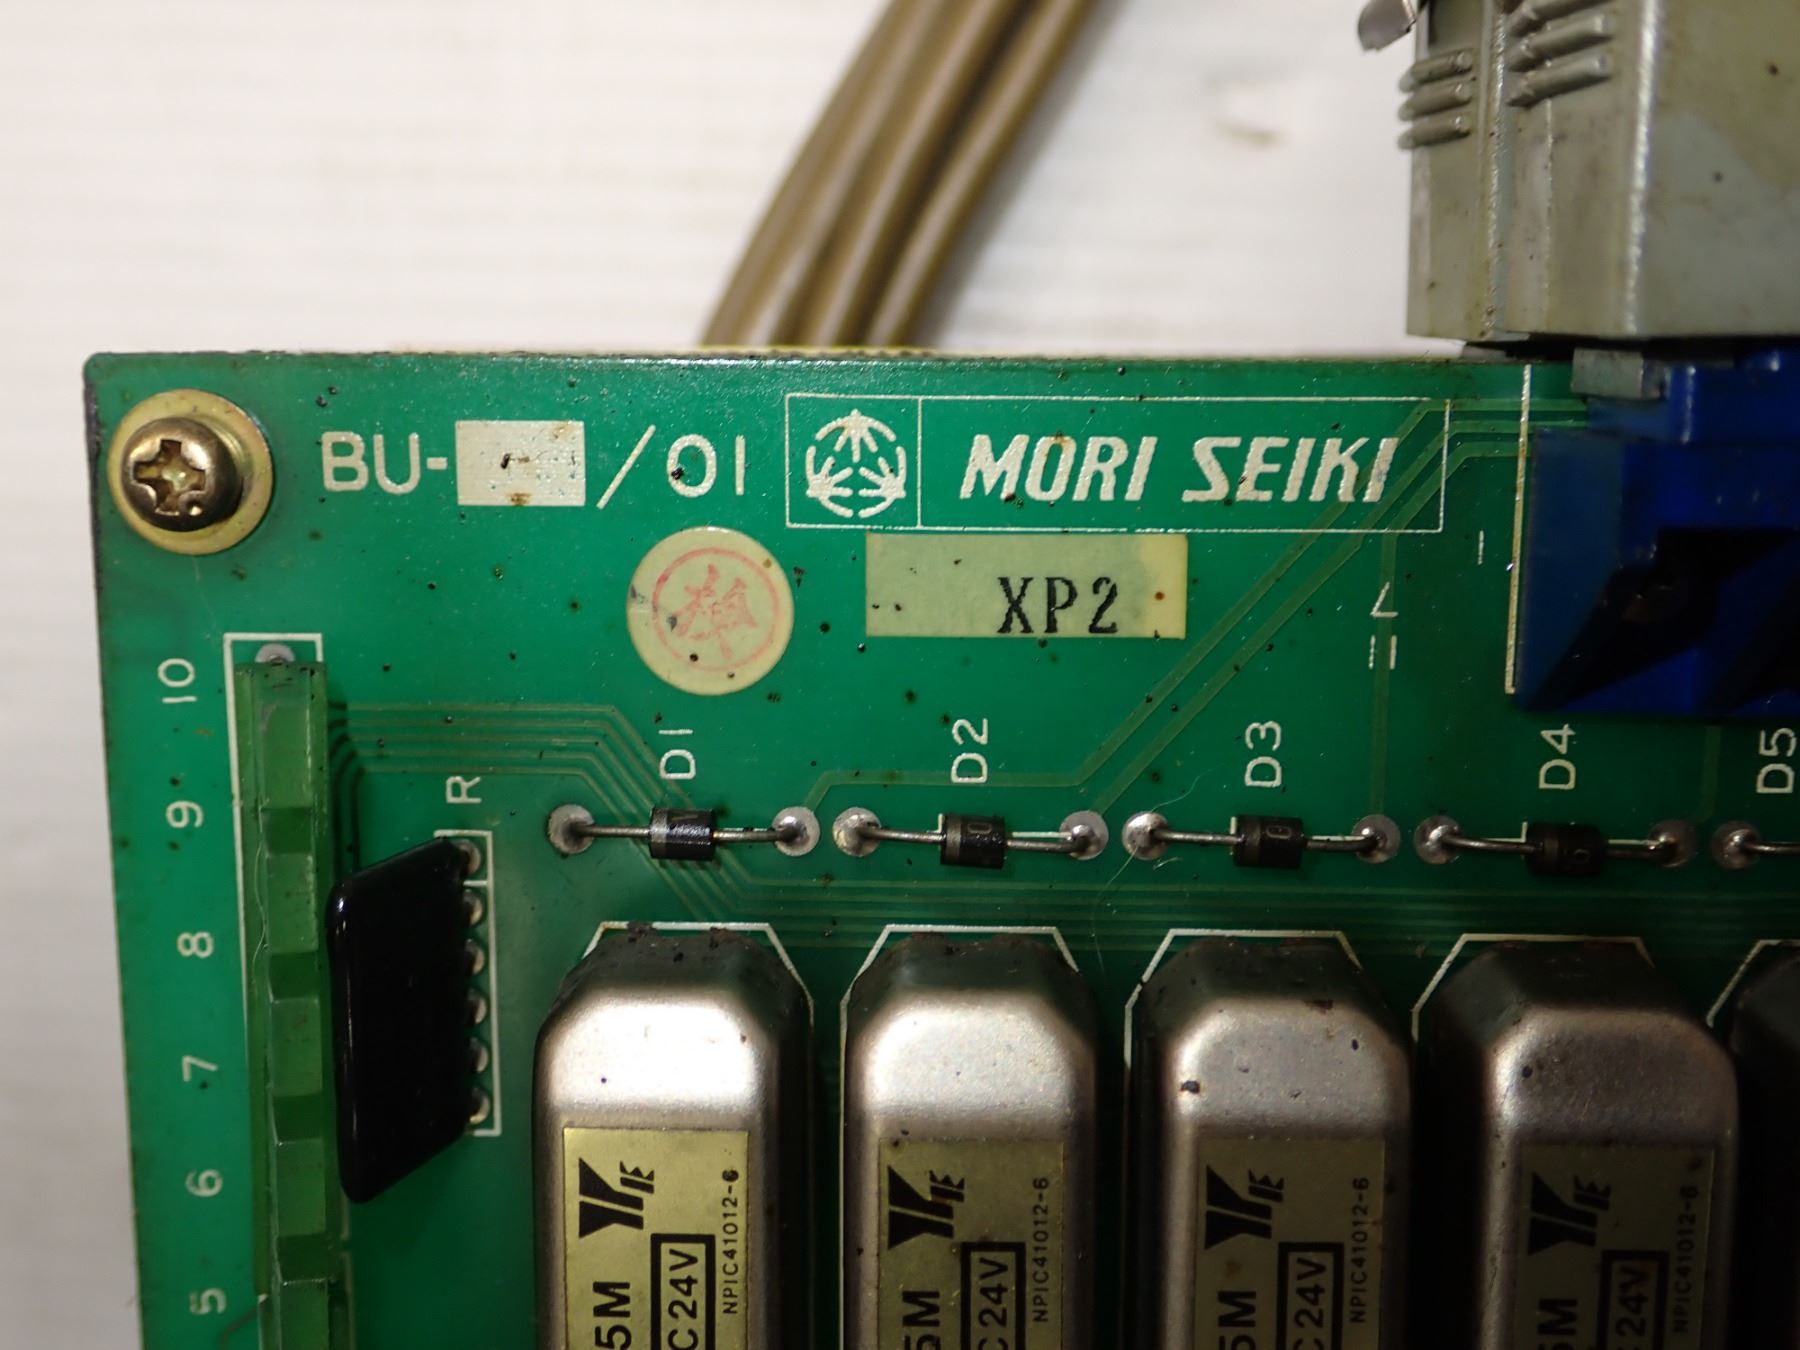 BU- /01
MORI SEIKI
XP2
10
9
8
7
6
5
R
D1
D2
D3
D4
D5
5M
C24V
NPIC41012-6
5M
C24V
NPIC41012-6
5M
C24V
NPIC41012-6
5M
C24V
NPIC41012-6